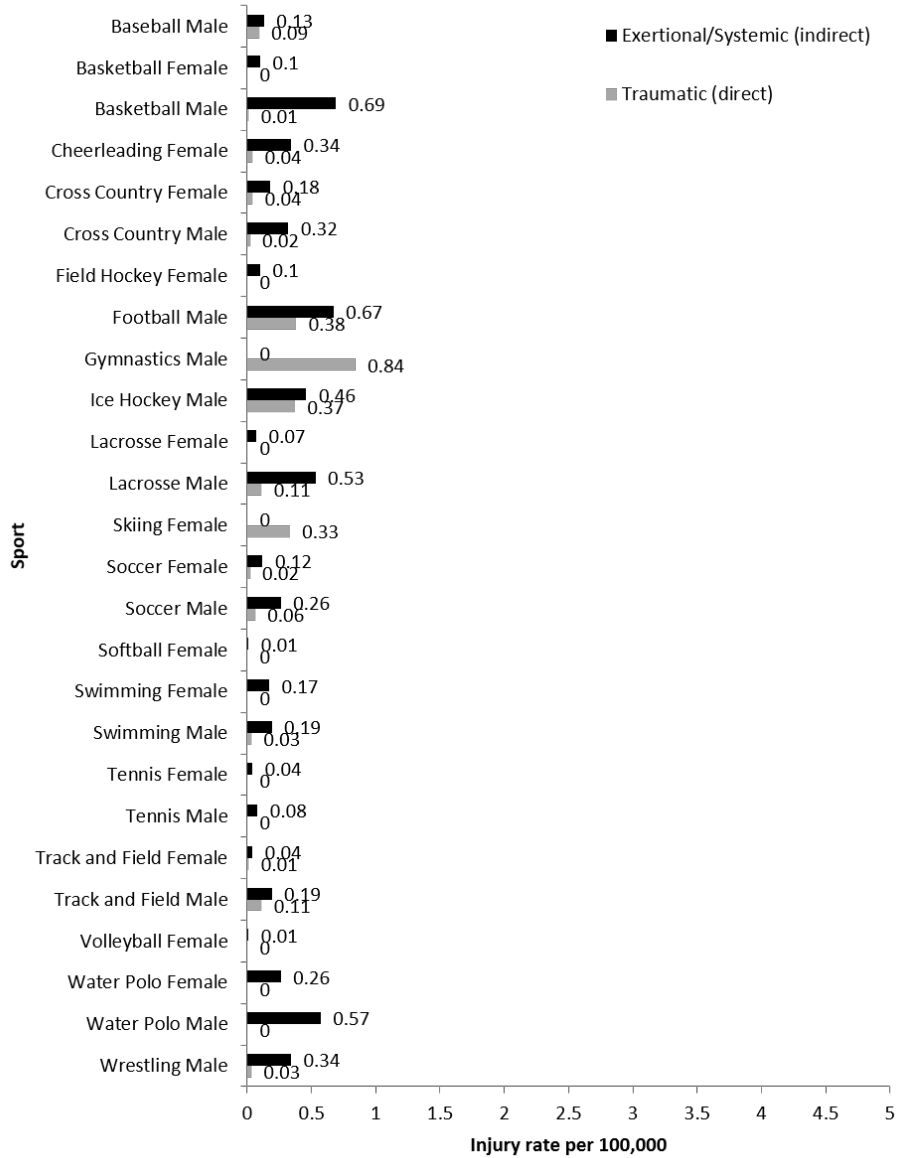 Exertional/Systemic (indirect)
Traumatic (direct)
Sport
Baseball Male 0.13
0.09
Basketball Female 0.1
0
Basketball Male 0.69
0.01
Cheerleading Female 0.34
0.04
Cross Country Female 0.18
0.04
Cross Country Male 0.32
0.02
Field Hockey Female 0.1
0
Football Male 0.67
0.38
Gymnastics Male 0
0.84
Ice Hockey Male 0.46
0.37
Lacrosse Female 0.07
0
Lacrosse Male 0.53
0.11
Skiing Female 0
0.33
Soccer Female 0.12
0.02
Soccer Male 0.26
0.06
Softball Female 0.01
0
Swimming Female 0.17
0
Swimming Male 0.19
0.03
Tennis Female 0.04
0
Tennis Male 0.08
0
Track and Field Female 0.04
0.01
Track and Field Male 0.19
0.11
Volleyball Female 0.01
0
Water Polo Female 0.26
0
Water Polo Male 0.57
0
Wrestling Male 0.34
0.03
0 0.5 1 1.5 2 2.5 3 3.5 4 4.5 5
Injury rate per 100,000